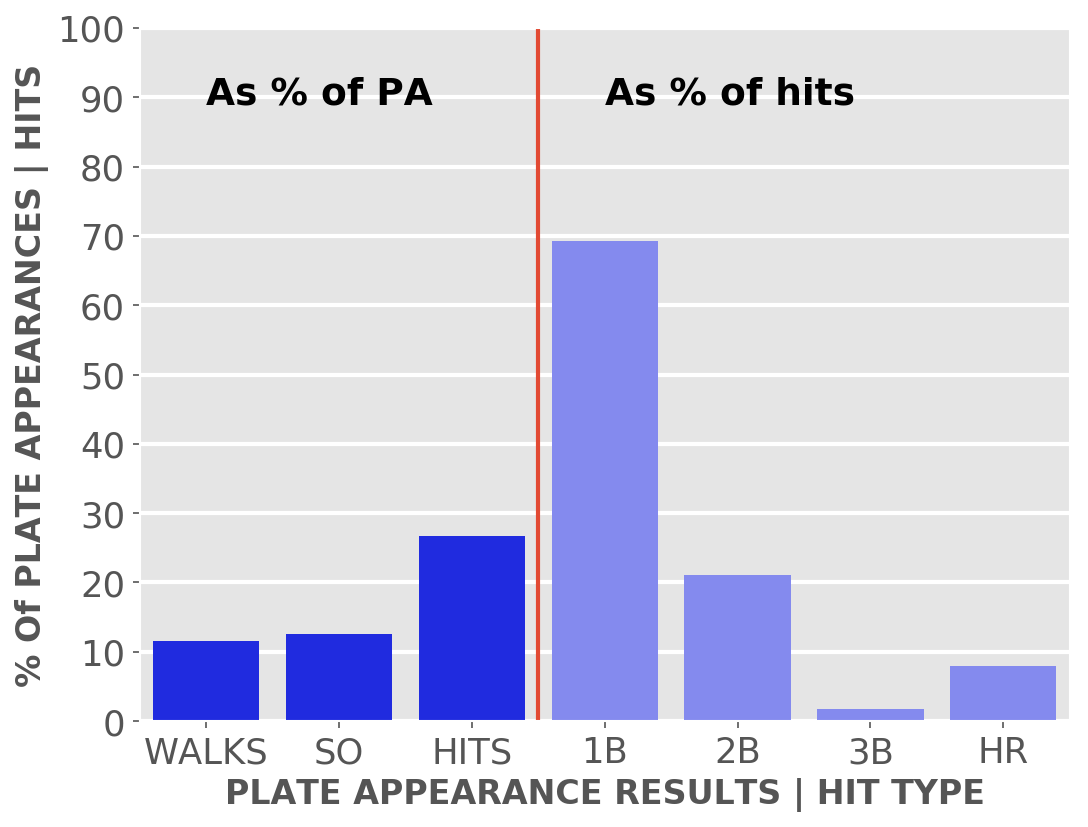 % Of PLATE APPEARANCES | HITS
100
90
80
70
60
50
40
30
20
10
0
As % of PA
As % of hits
WALKS SO HITS 1B 2B 3B HR
PLATE APPEARANCE RESULTS | HIT TYPE